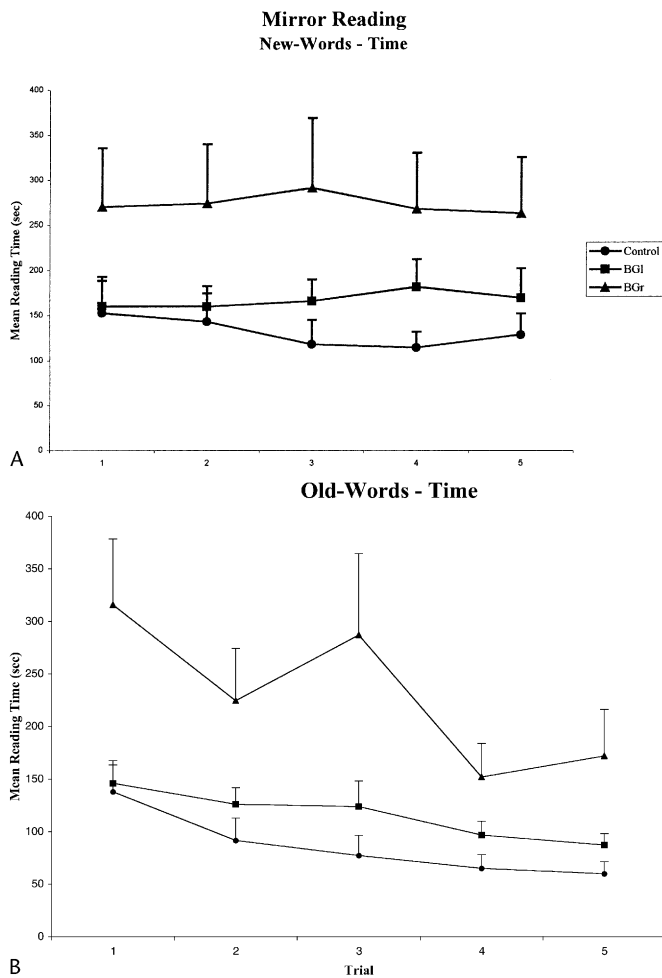 Mirror Reading
New-Words - Time
400
350
300
250
200
150
100
50
0
Mean Reading Time (sec)
1 2 3 4 5
Control
BGl
BGr
A
Old-Words - Time
400
350
300
250
200
150
100
50
0
Mean Reading Time (sec)
1 2 3 4 5
Trial
B